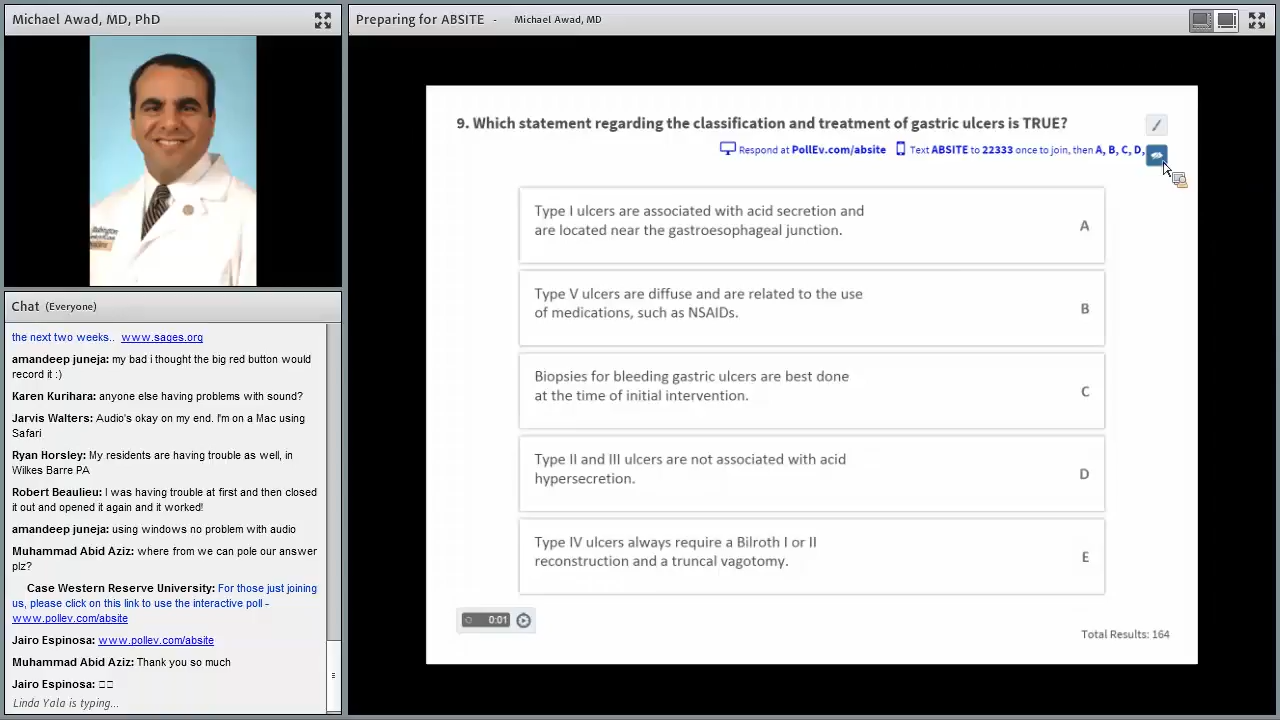 Michael Awad, MD, PhD
Chat (Everyone)
the next two weeks.. www.sages.org
amandeep juneja: my bad i thought the big red button would
record it :)
Karen Kurihara: anyone else having problems with sound?
Jarvis Walters: Audio's okay on my end. I'm on a Mac using
Safari
Ryan Horsley: My residents are having trouble as well, in
Wilkes Barre PA
Robert Beaulieu: I was having trouble at first and then closed
it out and opened it again and it worked!
amandeep juneja: using windows no problem with audio
Muhammad Abid Aziz: where from we can pole our answer
plz?
Case Western Reserve University: For those just joining
us, please click on this link to use the interactive poll -
www.pollev.com/absite
Jairo Espinosa: www.pollev.com/absite
Muhammad Abid Aziz: Thank you so much
Jairo Espinosa:
Linda Yala is typing...
Preparing for ABSITE - Michael Awad, MD
9. Which statement regarding the classification and treatment of gastric ulcers is TRUE?
Respond at PollEv.com/absite Text ABSITE to 22333 once to join, then A, B, C, D,
Type I ulcers are associated with acid secretion and
are located near the gastroesophageal junction.
A
Type V ulcers are diffuse and are related to the use
of medications, such as NSAIDs.
B
Biopsies for bleeding gastric ulcers are best done
at the time of initial intervention.
C
Type II and III ulcers are not associated with acid
hypersecretion.
D
Type IV ulcers always require a Bilroth I or II
reconstruction and a truncal vagotomy.
E
0:01
Total Results: 164